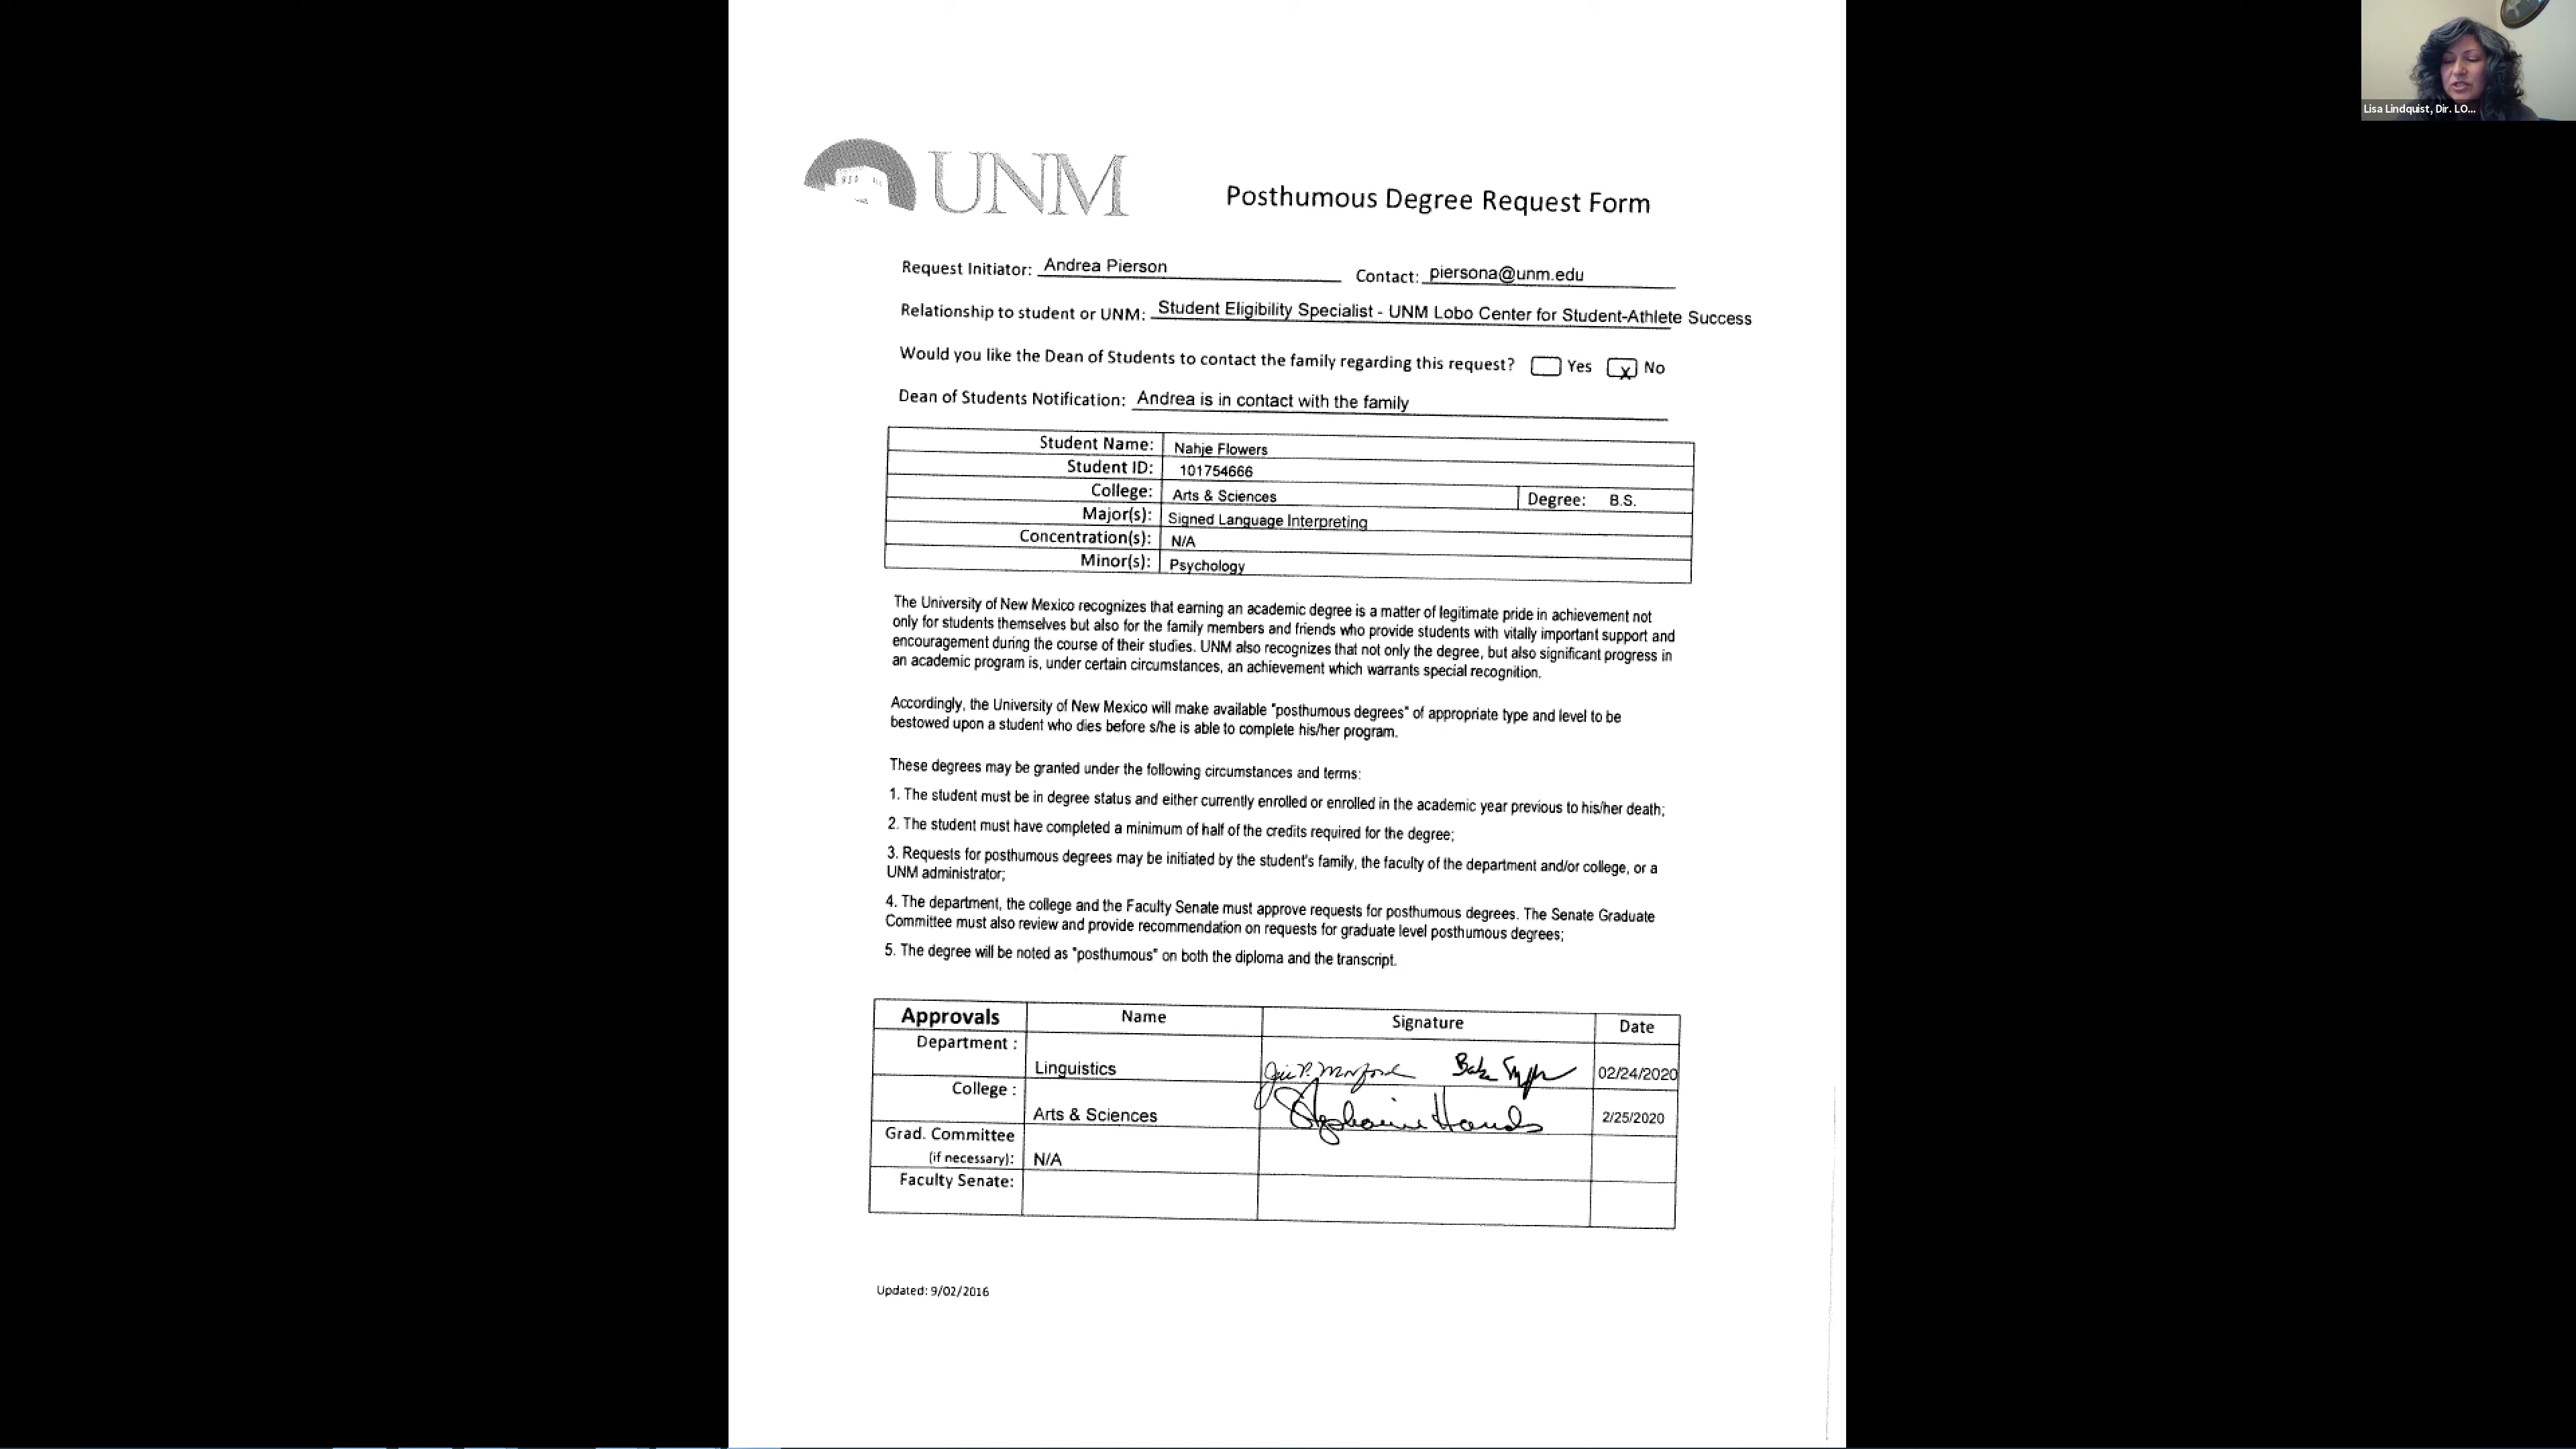 Lisa Lindquist, Dir. LO...
UNM
Posthumous Degree Request Form
Request Initiator: Andrea Pierson Contact: piersona@unm.edu
Relationship to student or UNM: Student Eligibility Specialist - UNM Lobo Center for Student-Athlete Success
Would you like the Dean of Students to contact the family regarding this request? Yes x No
Dean of Students Notification: Andrea is in contact with the family
Student Name: Nahje Flowers
Student ID: 101754666
College: Arts & Sciences Degree: B.S.
Major(s): Signed Language Interpreting
Concentration(s): N/A
Minor(s): Psychology
The University of New Mexico recognizes that earning an academic degree is a matter of legitimate pride in achievement not
only for students themselves but also for the family members and friends who provide students with vitally important support and
encouragement during the course of their studies. UNM also recognizes that not only the degree, but also significant progress in
an academic program is, under certain circumstances, an achievement which warrants special recognition.
Accordingly, the University of New Mexico will make available "posthumous degrees" of appropriate type and level to be
bestowed upon a student who dies before s/he is able to complete his/her program.
These degrees may be granted under the following circumstances and terms:
1. The student must be in degree status and either currently enrolled or enrolled in the academic year previous to his/her death;
2. The student must have completed a minimum of half of the credits required for the degree;
3. Requests for posthumous degrees may be initiated by the student's family, the faculty of the department and/or college, or a
UNM administrator;
4. The department, the college and the Faculty Senate must approve requests for posthumous degrees. The Senate Graduate
Committee must also review and provide recommendation on requests for graduate level posthumous degrees;
5. The degree will be noted as "posthumous" on both the diploma and the transcript.
Approvals Name Signature Date
Department :
Linguistics 02/24/2020
College :
Arts & Sciences 2/25/2020
Grad. Committee
(if necessary): N/A
Faculty Senate:
Updated: 9/02/2016